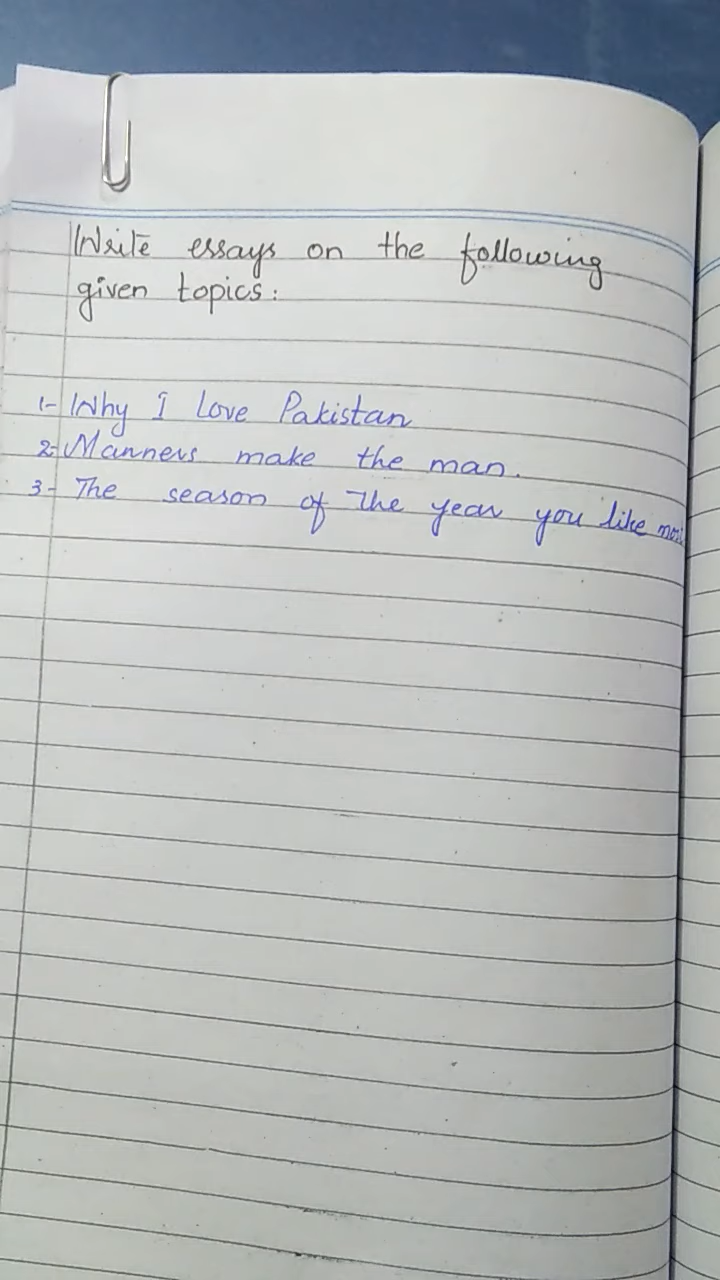 Write essays on the following
given topics:
1- Why I love Pakistan
2- Manners make the man.
3- The season of the year you like